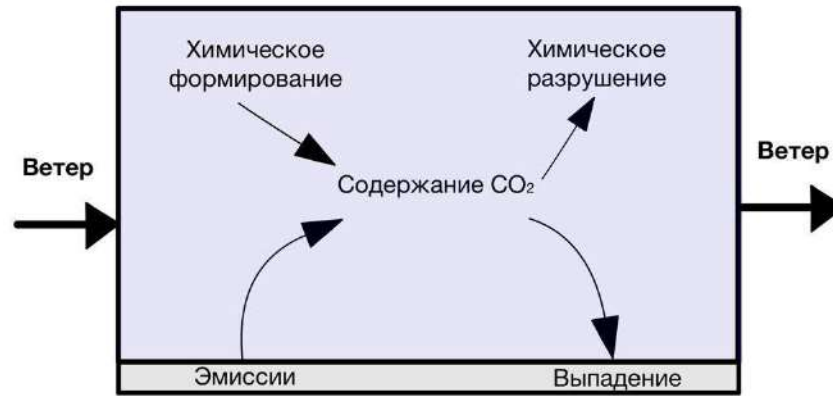 Химическое
формирование
Химическое
разрушение
Ветер
Ветер
Содержание CO₂
Эмиссии
Выпадение